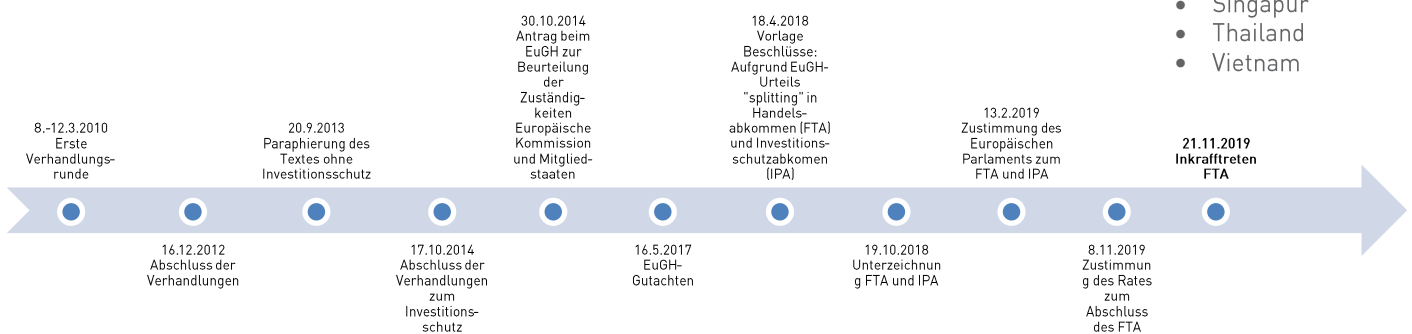 • Singapur
• Thailand
• Vietnam
8.-12.3.2010
Erste
Verhandlungs-
runde
16.12.2012
Abschluss der
Verhandlungen
20.9.2013
Paraphierung des
Textes ohne
Investitionsschutz
17.10.2014
Abschluss der
Verhandlungen
zum
Investitions-
schutz
30.10.2014
Antrag beim
EuGH zur
Beurteilung
der
Zuständig-
keiten
Europäische
Kommission
und Mitglied-
staaten
16.5.2017
EuGH-
Gutachten
18.4.2018
Vorlage
Beschlüsse:
Aufgrund EuGH-
Urteils
"splitting" in
Handels-
abkommen (FTA)
und Investitions-
schutzabkomen
(IPA)
19.10.2018
Unterzeichnun
g FTA und IPA
13.2.2019
Zustimmung des
Europäischen
Parlaments zum
FTA und IPA
8.11.2019
Zustimmun
g des Rates
zum
Abschluss
des FTA
21.11.2019
Inkrafftreten
FTA